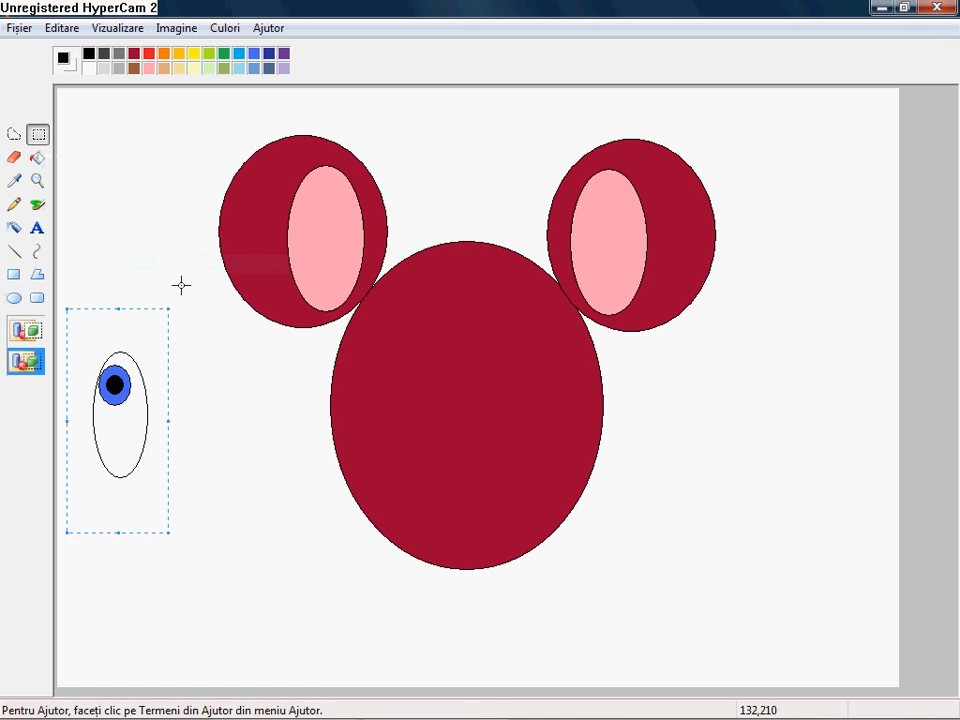 Unregistered HyperCam 2
Fișier Editare Vizualizare Imagine Culori Ajutor
A
Pentru Ajutor, faceți clic pe Termeni din Ajutor din meniu Ajutor.
132,210